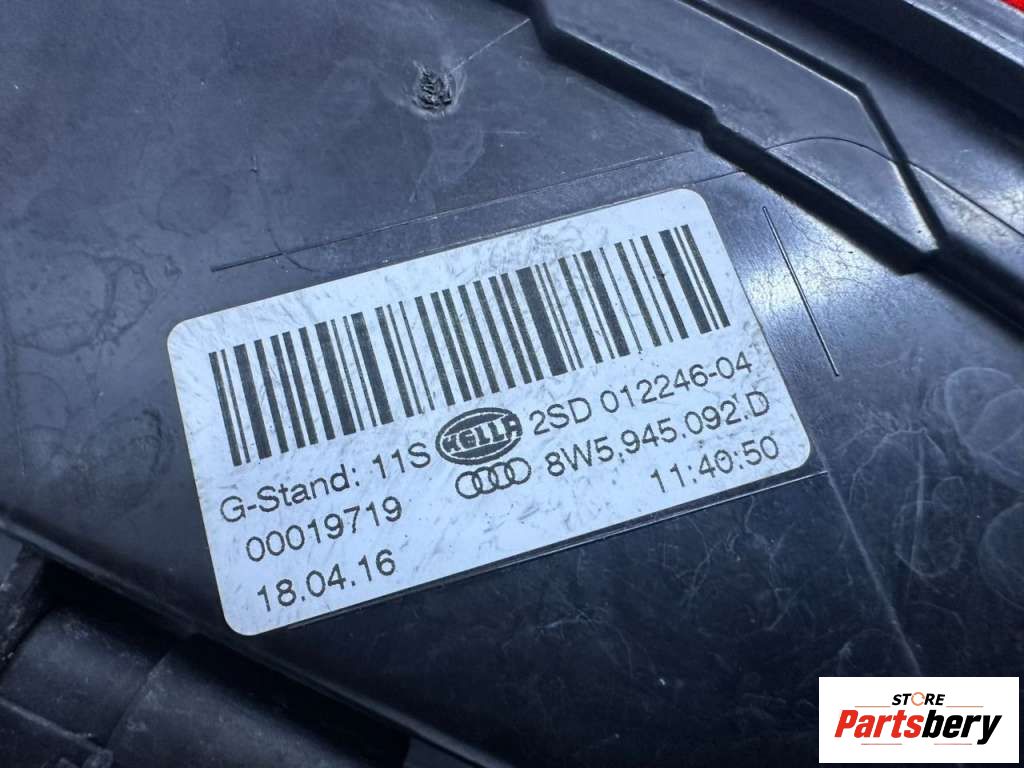 G-Stand: 11S HELLA 2SD 012246-04
00019719 8W5.945.092.D
18.04.16 11:40:50
STORE
Partsbery